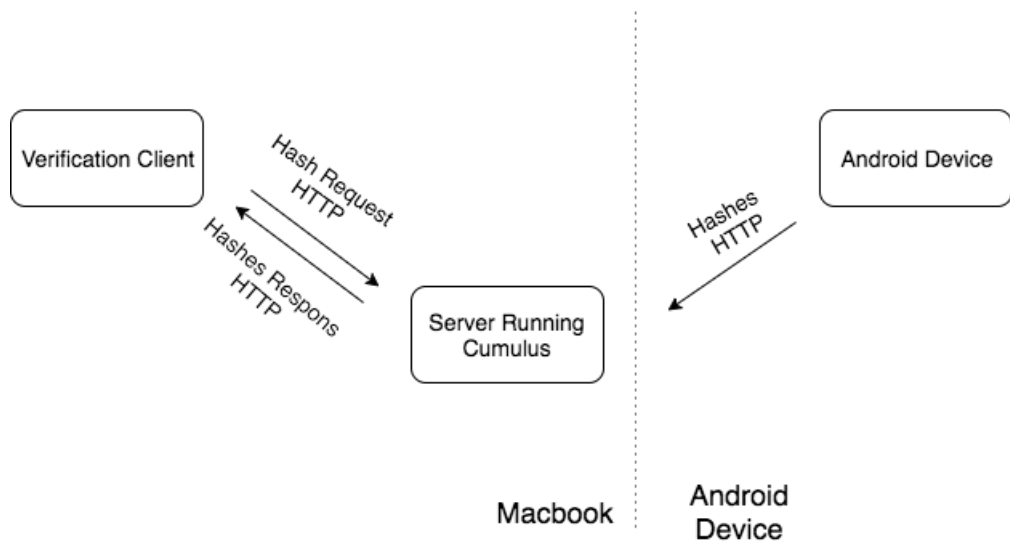 Verification Client
Hash Request
HTTP
Hashes Respons
HTTP
Server Running
Cumulus
Hashes
HTTP
Android Device
Macbook
Android
Device